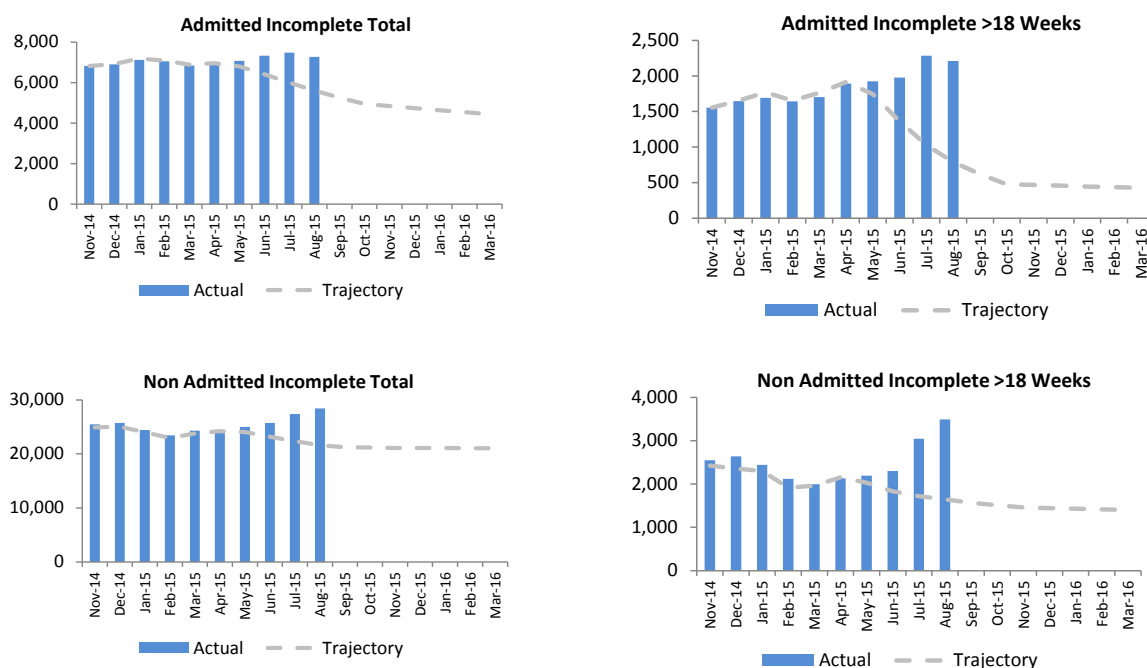 Admitted Incomplete Total
8,000
6,000
4,000
2,000
0
Nov-14
Dec-14
Jan-15
Feb-15
Mar-15
Apr-15
May-15
Jun-15
Jul-15
Aug-15
Sep-15
Oct-15
Nov-15
Dec-15
Jan-16
Feb-16
Mar-16
Actual Trajectory
Admitted Incomplete >18 Weeks
2,500
2,000
1,500
1,000
500
0
Nov-14
Dec-14
Jan-15
Feb-15
Mar-15
Apr-15
May-15
Jun-15
Jul-15
Aug-15
Sep-15
Oct-15
Nov-15
Dec-15
Jan-16
Feb-16
Mar-16
Actual Trajectory
Non Admitted Incomplete Total
30,000
20,000
10,000
0
Nov-14
Dec-14
Jan-15
Feb-15
Mar-15
Apr-15
May-15
Jun-15
Jul-15
Aug-15
Sep-15
Oct-15
Nov-15
Dec-15
Jan-16
Feb-16
Mar-16
Actual Trajectory
Non Admitted Incomplete >18 Weeks
4,000
3,000
2,000
1,000
0
Nov-14
Dec-14
Jan-15
Feb-15
Mar-15
Apr-15
May-15
Jun-15
Jul-15
Aug-15
Sep-15
Oct-15
Nov-15
Dec-15
Jan-16
Feb-16
Mar-16
Actual Trajectory